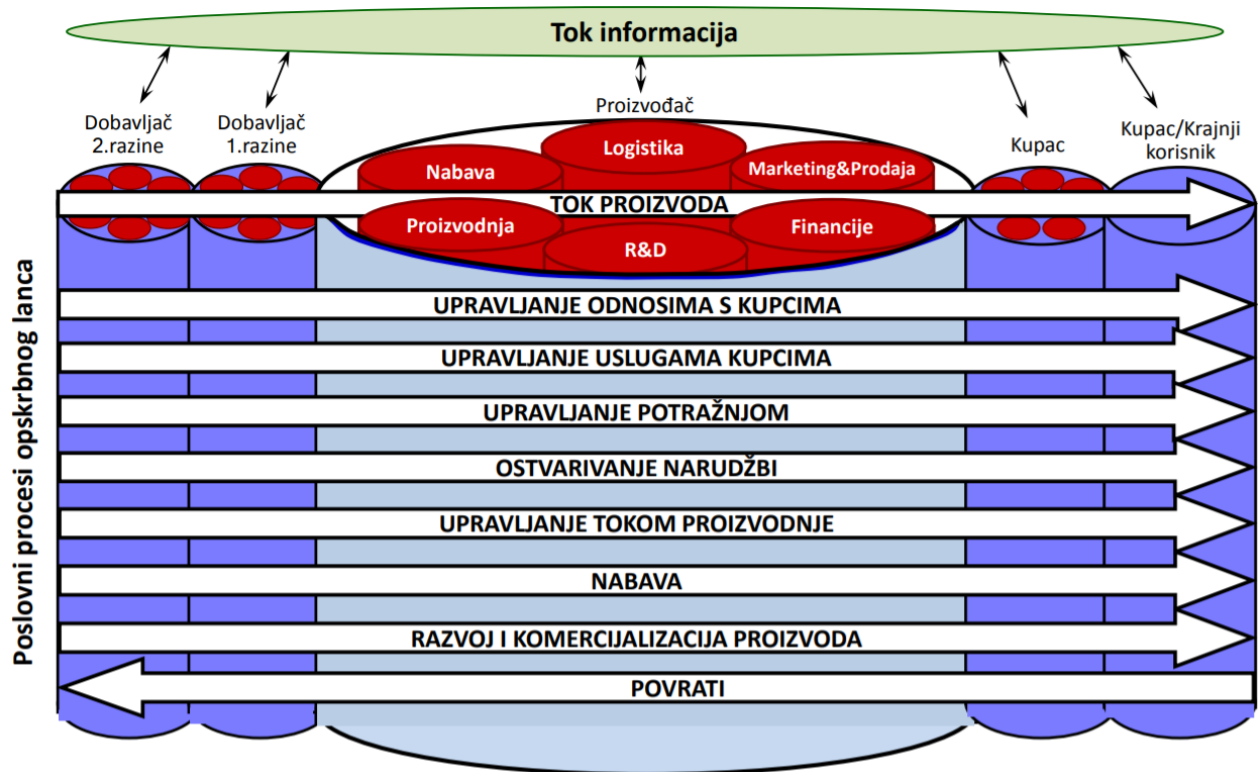 Tok informacija
Dobavljač
2.razine
Dobavljač
1.razine
Proizvođač
Kupac
Kupac/Krajnji
korisnik
Logistika
Nabava
Marketing&Prodaja
TOK PROIZVODA
Proizvodnja
R&D
Financije
Poslovni procesi opskrbnog lanca
UPRAVLJANJE ODNOSIMA S KUPCIMA
UPRAVLJANJE USLUGAMA KUPCIMA
UPRAVLJANJE POTRAŽNJOM
OSTVARIVANJE NARUDŽBI
UPRAVLJANJE TOKOM PROIZVODNJE
NABAVA
RAZVOJ I KOMERCIJALIZACIJA PROIZVODA
POVRATI